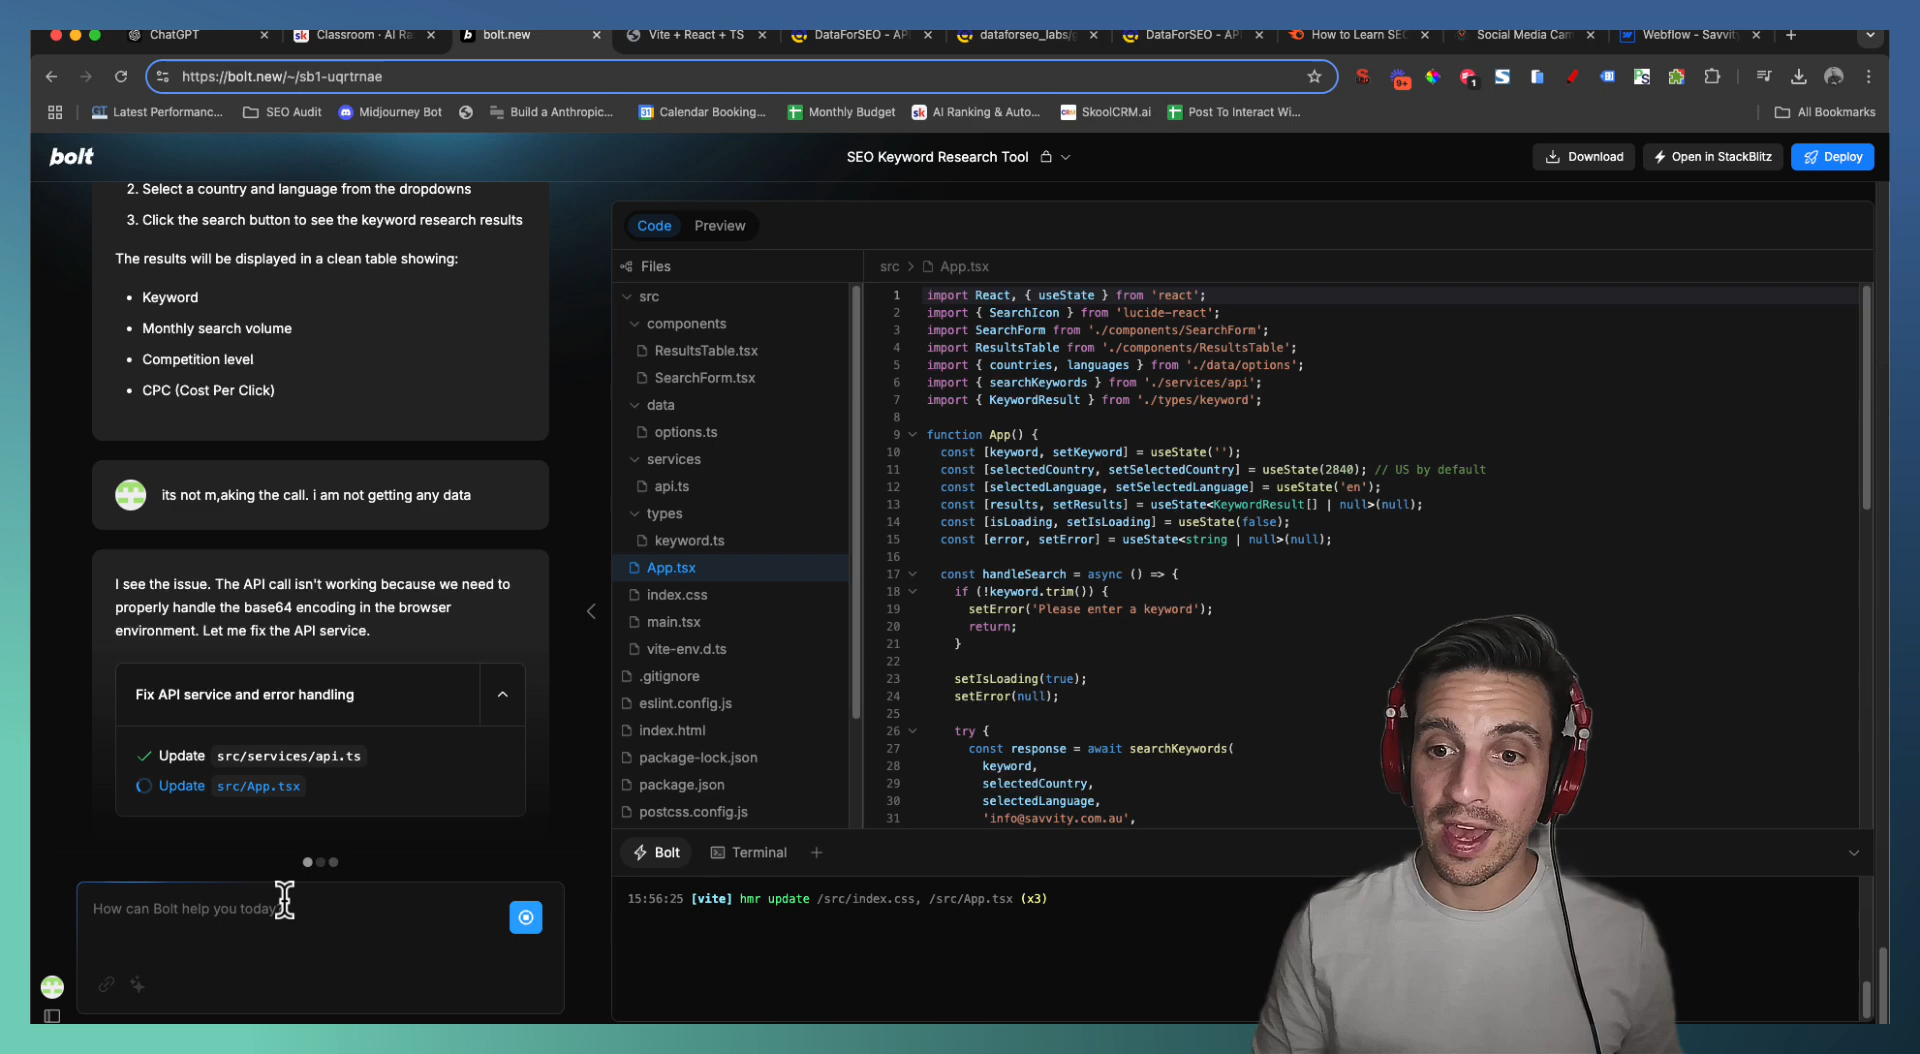 ChatGPT
Classroom · AI Ra
bolt.new
Vite + React + TS
DataForSEO - API
dataforseo_labs/g
DataForSEO - API
How to Learn SEO
Social Media Cam
Webflow - Savvity
https://bolt.new/~/sb1-uqrtrnae
Latest Performanc...
SEO Audit
Midjourney Bot
Build a Anthropic...
Calendar Booking...
Monthly Budget
AI Ranking & Auto...
SkoolCRM.ai
Post To Interact Wi...
All Bookmarks
bolt
SEO Keyword Research Tool
Download
Open in StackBlitz
Deploy
2. Select a country and language from the dropdowns
3. Click the search button to see the keyword research results
The results will be displayed in a clean table showing:
• Keyword
• Monthly search volume
• Competition level
• CPC (Cost Per Click)
its not m,aking the call. i am not getting any data
I see the issue. The API call isn't working because we need to
properly handle the base64 encoding in the browser
environment. Let me fix the API service.
Fix API service and error handling
Update src/services/api.ts
Update src/App.tsx
How can Bolt help you today
Code
Preview
Files
src
components
ResultsTable.tsx
SearchForm.tsx
data
options.ts
services
api.ts
types
keyword.ts
App.tsx
index.css
main.tsx
vite-env.d.ts
.gitignore
eslint.config.js
index.html
package-lock.json
package.json
postcss.config.js
src > App.tsx
1 import React, { useState } from 'react';
2 import { SearchIcon } from 'lucide-react';
3 import SearchForm from './components/SearchForm';
4 import ResultsTable from './components/ResultsTable';
5 import { countries, languages } from './data/options';
6 import { searchKeywords } from './services/api';
7 import { KeywordResult } from './types/keyword';
8
9 function App() {
10 const [keyword, setKeyword] = useState('');
11 const [selectedCountry, setSelectedCountry] = useState(2840); // US by default
12 const [selectedLanguage, setSelectedLanguage] = useState('en');
13 const [results, setResults] = useState<KeywordResult[] | null>(null);
14 const [isLoading, setIsLoading] = useState(false);
15 const [error, setError] = useState<string | null>(null);
16
17 const handleSearch = async () => {
18 if (!keyword.trim()) {
19 setError('Please enter a keyword');
20 return;
21 }
22
23 setIsLoading(true);
24 setError(null);
25
26 try {
27 const response = await searchKeywords(
28 keyword,
29 selectedCountry,
30 selectedLanguage,
31 'info@savvity.com.au',
Bolt
Terminal
15:56:25 [vite] hmr update /src/index.css, /src/App.tsx (x3)